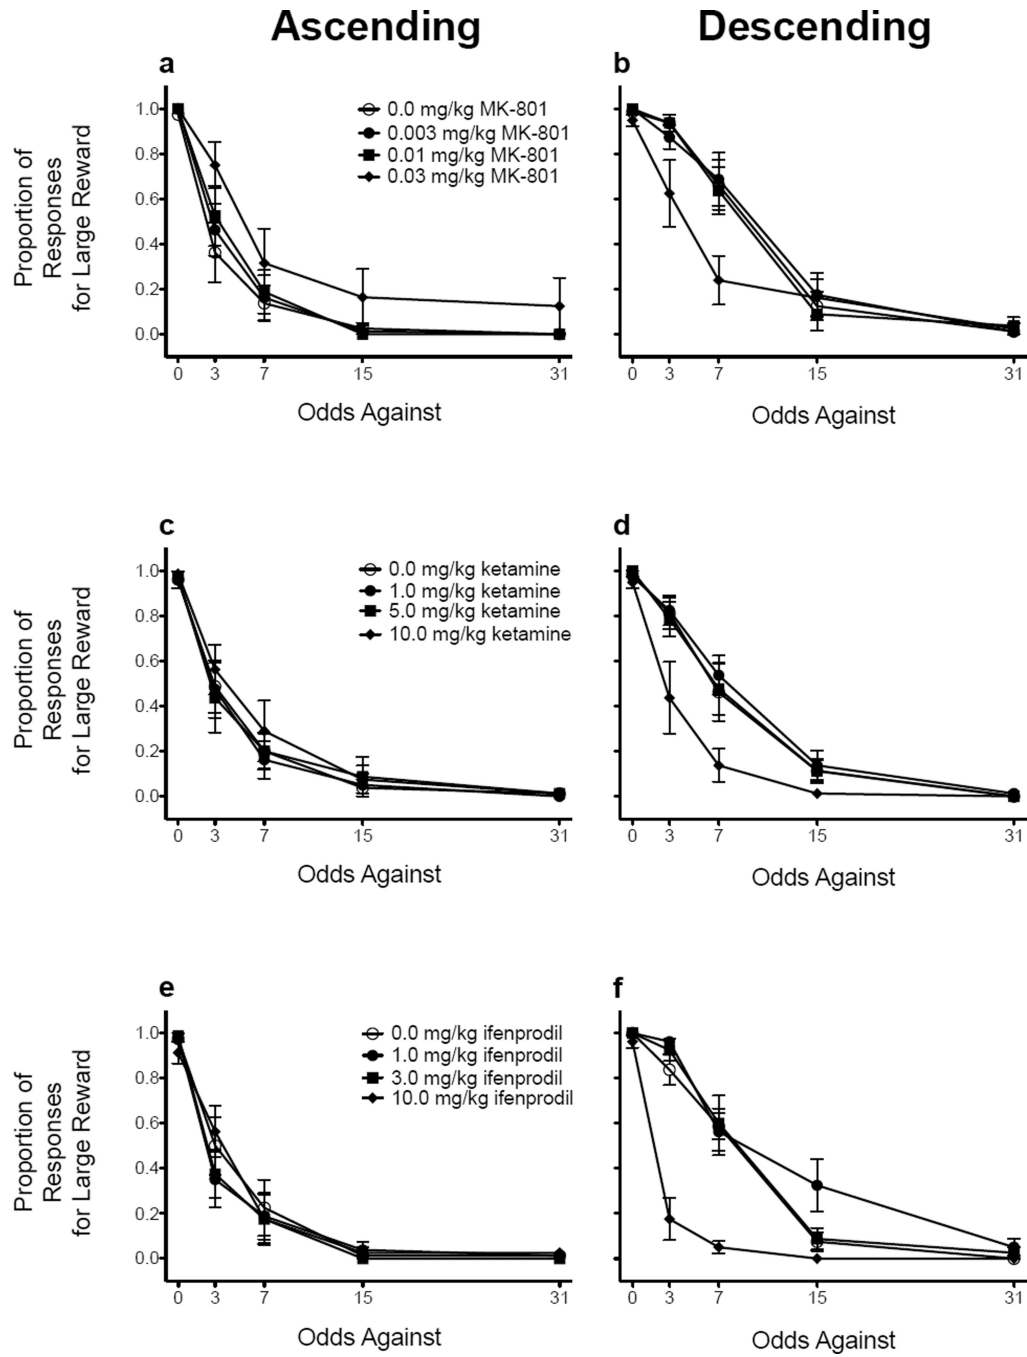 Ascending
Descending
a
b
Proportion of
Responses
for Large Reward
1.0
0.8
0.6
0.4
0.2
0.0
0.0 mg/kg MK-801
0.003 mg/kg MK-801
0.01 mg/kg MK-801
0.03 mg/kg MK-801
0 3 7 15 31
0 3 7 15 31
Odds Against
Odds Against
c
d
Proportion of
Responses
for Large Reward
1.0
0.8
0.6
0.4
0.2
0.0
0.0 mg/kg ketamine
1.0 mg/kg ketamine
5.0 mg/kg ketamine
10.0 mg/kg ketamine
0 3 7 15 31
0 3 7 15 31
Odds Against
Odds Against
e
f
Proportion of
Responses
for Large Reward
1.0
0.8
0.6
0.4
0.2
0.0
0.0 mg/kg ifenprodil
1.0 mg/kg ifenprodil
3.0 mg/kg ifenprodil
10.0 mg/kg ifenprodil
0 3 7 15 31
0 3 7 15 31
Odds Against
Odds Against